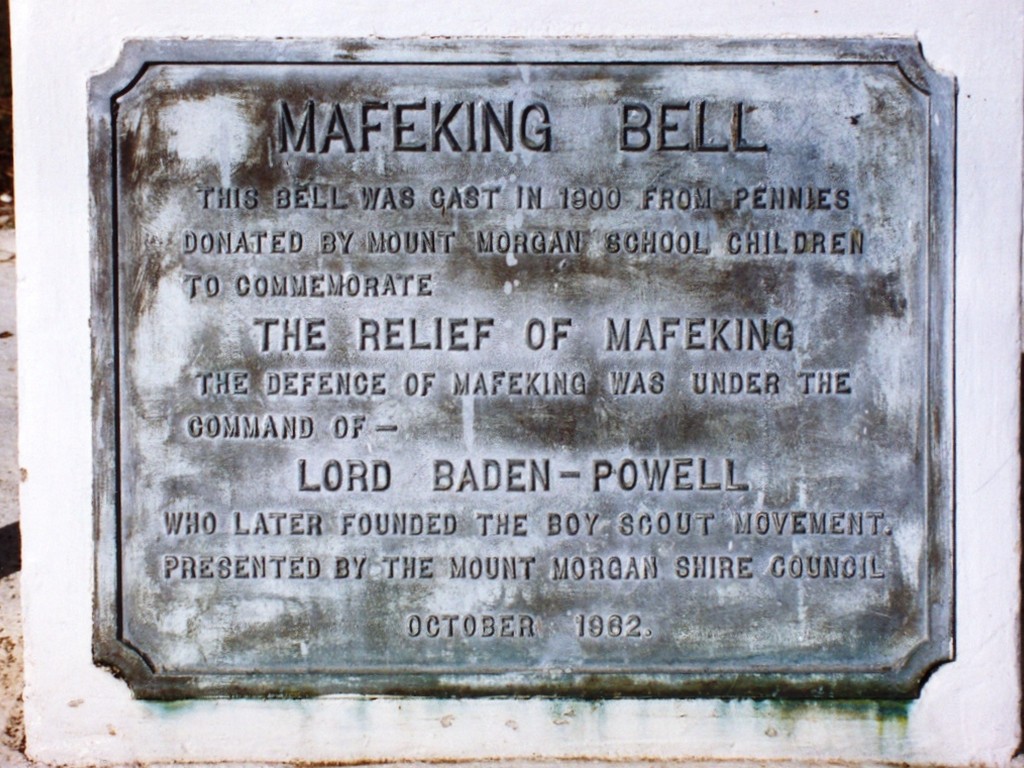 MAFEKING BELL
THIS BELL WAS CAST IN 1900 FROM PENNIES
DONATED BY MOUNT MORGAN SCHOOL CHILDREN
TO COMMEMORATE
THE RELIEF OF MAFEKING
THE DEFENCE OF MAFEKING WAS UNDER THE
COMMAND OF —
LORD BADEN-POWELL
WHO LATER FOUNDED THE BOY SCOUT MOVEMENT.
PRESENTED BY THE MOUNT MORGAN SHIRE COUNCIL
OCTOBER 1962.